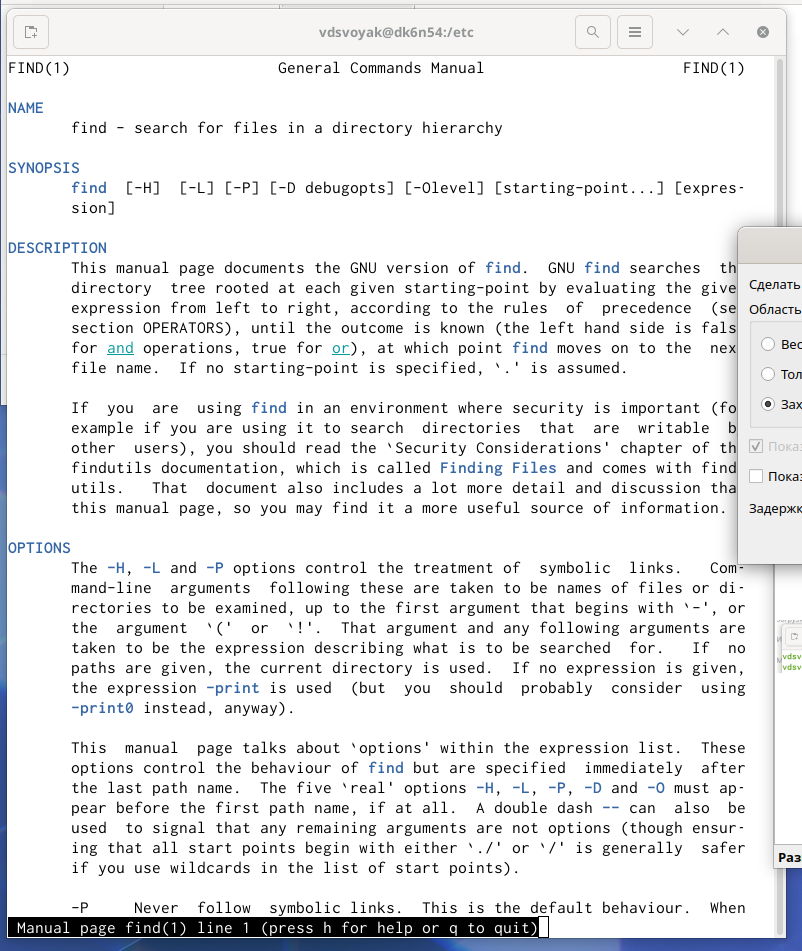 vdsvoyak@dk6n54:/etc
FIND(1)                       General Commands Manual                      FIND(1)
NAME
find - search for files in a directory hierarchy
SYNOPSIS
find  [-H]  [-L] [-P] [-D debugopts] [-Olevel] [starting-point...] [expres-
sion]
DESCRIPTION
This manual page documents the GNU version of find.  GNU find searches  th
directory  tree rooted at each given starting-point by evaluating the give
expression from left to right, according to the rules  of  precedence  (se
section OPERATORS), until the outcome is known (the left hand side is fals
for and operations, true for or), at which point find moves on to the  nex
file name.  If no starting-point is specified, `.' is assumed.
If  you  are  using find in an environment where security is important (fo
example if you are using it to search  directories  that  are  writable  b
other  users), you should read the `Security Considerations' chapter of th
findutils documentation, which is called Finding Files and comes with find
utils.   That  document also includes a lot more detail and discussion tha
this manual page, so you may find it a more useful source of information.
OPTIONS
The -H, -L and -P options control the treatment of  symbolic  links.   Com-
mand-line  arguments  following these are taken to be names of files or di-
rectories to be examined, up to the first argument that begins with `-', or
the  argument  `('  or  `!'.  That argument and any following arguments are
taken to be the expression describing what is to be searched  for.   If  no
paths are given, the current directory is used.  If no expression is given,
the expression -print is used  (but  you  should  probably  consider  using
-print0 instead, anyway).
This  manual  page talks about `options' within the expression list.  These
options control the behaviour of find but are specified  immediately  after
the last path name.  The five `real' options -H, -L, -P, -D and -O must ap-
pear before the first path name, if at all.  A double dash -- can  also  be
used  to signal that any remaining arguments are not options (though ensur-
ing that all start points begin with either `./' or `/' is generally  safer
if you use wildcards in the list of start points).
-P     Never  follow  symbolic links.  This is the default behaviour.  When
Manual page find(1) line 1 (press h for help or q to quit)
Сделать
Область
Вес
Тол
Зах
Показ
Показ
Задержк
vdsv
vdsv
Раз